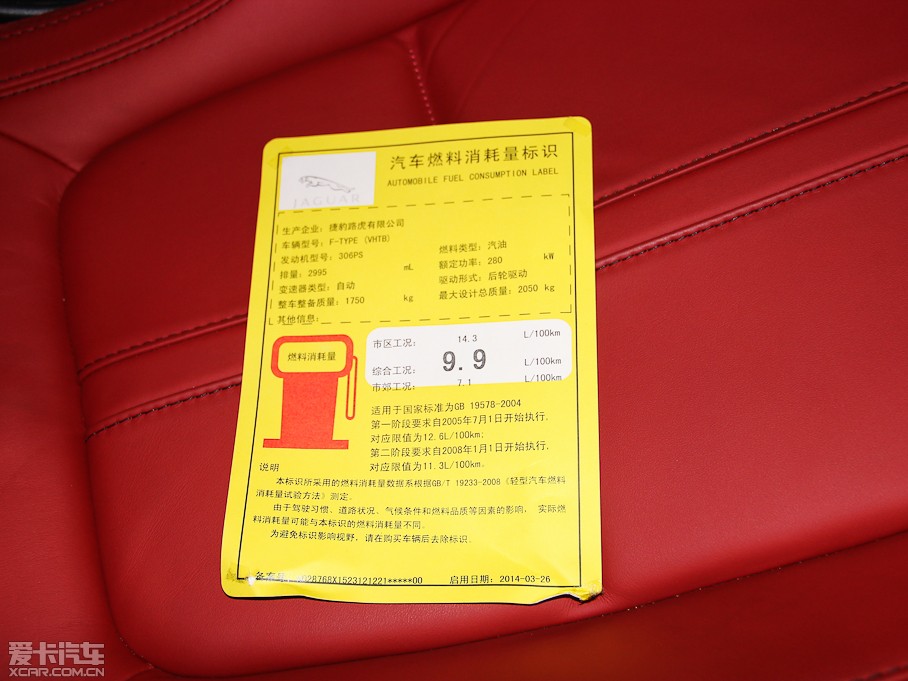 汽车燃料消耗量标识
AUTOMOBILE FUEL CONSUMPTION LABEL
JAGUAR
生产企业: 捷豹路虎有限公司
车辆型号: F-TYPE (VHTB)
发动机型号: 306PS 燃料类型: 汽油
排量: 2995 mL 额定功率: 280 kW
变速器类型: 自动 驱动形式: 后轮驱动
整车整备质量: 1750 kg 最大设计总质量: 2050 kg
其他信息:
燃料消耗量
市区工况: 14.3 L/100km
综合工况: 9.9 L/100km
市郊工况: 7.1 L/100km
适用于国家标准为GB 19578-2004
第一阶段要求自2005年7月1日开始执行,
对应限值为12.6L/100km;
第二阶段要求自2008年1月1日开始执行,
对应限值为11.3L/100km。
说明
本标识所采用的燃料消耗量数据系根据GB/T 19233-2008《轻型汽车燃料
消耗量试验方法》测定。
由于驾驶习惯、道路状况、气候条件和燃料品质等因素的影响, 实际燃
料消耗量可能与本标识的燃料消耗量不同。
为避免标识影响视野, 请在购买车辆后去除标识。
028768X1523121221*****00 启用日期: 2014-03-26
爱卡汽车
XCAR.COM.CN